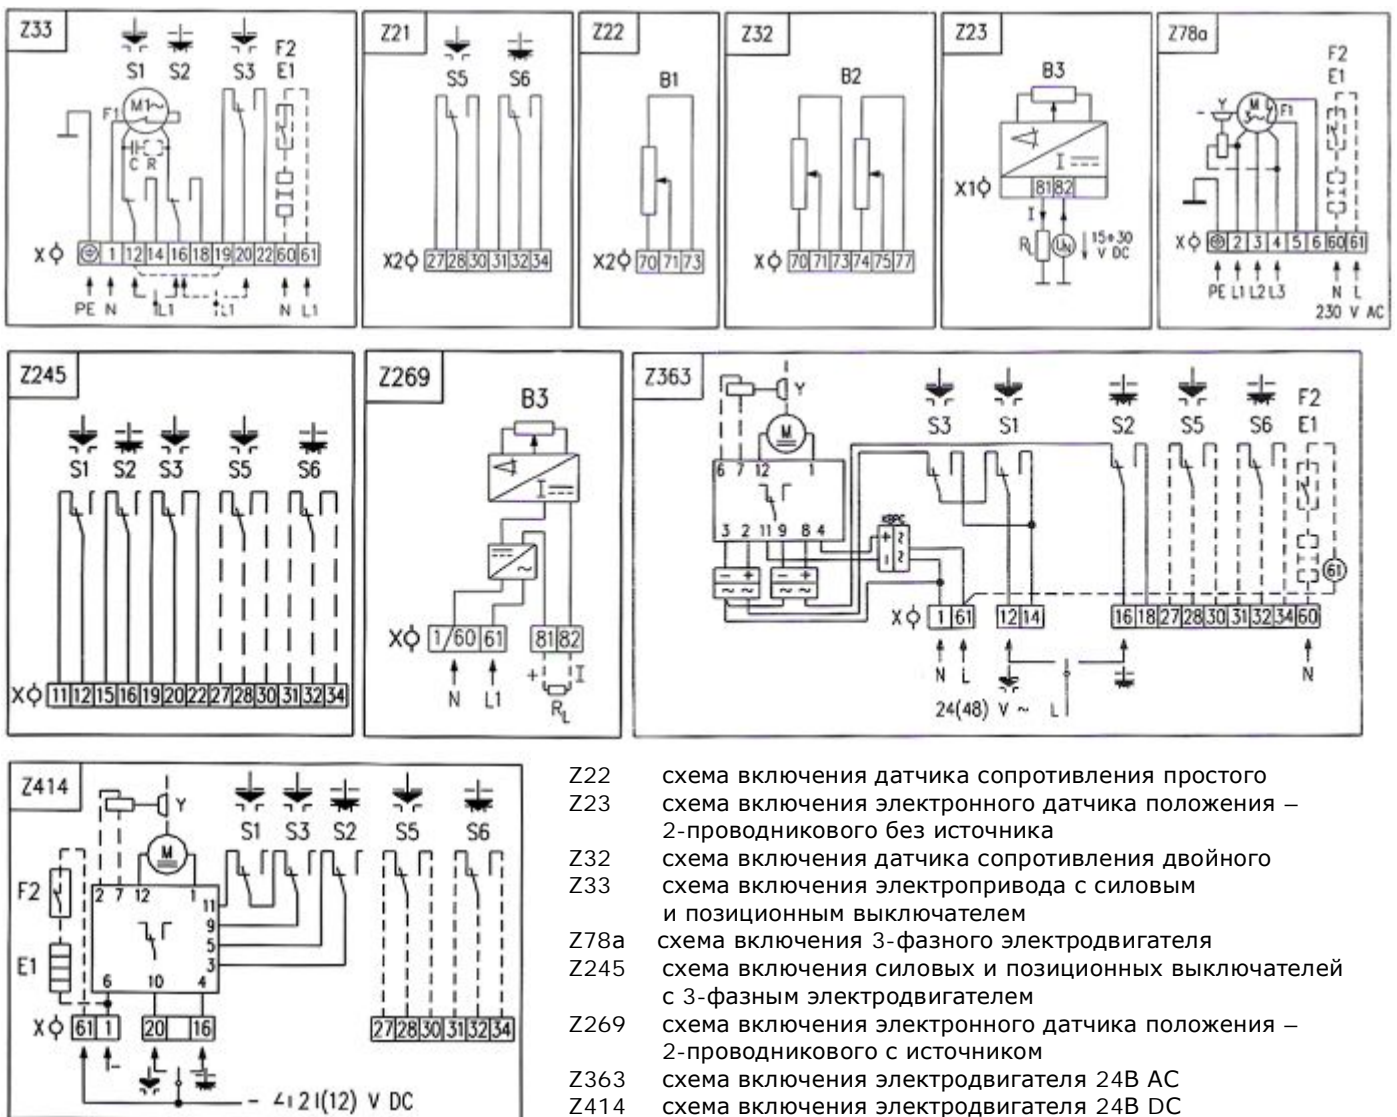 Z33
S1 S2 S3 F2
E1
M1~
F1
C R
X 1 12 14 16 18 19 20 22 60 61
PE N L1 L1 N L1
Z21
S5 S6
X2 27 28 30 31 32 34
Z22
B1
X2 70 71 73
Z32
B2
X 70 71 73 74 75 77
Z23
B3
I
X1 81 82
I
RL UN 15÷30
V DC
Z78a
F2
E1
Y M F1
3~
X 2 3 4 5 6 60 61
PE L1 L2 L3 N L
230 V AC
Z245
S1 S2 S3 S5 S6
X 11 12 15 16 19 20 22 27 28 30 31 32 34
Z269
B3
I
~
X 1/60 61 81 82
N L1 + I
RL
Z363
Y
M
S3 S1 S2 S5 S6 F2
E1
6 7 12 1
3 2 11 9 8 4
KBPC
+ ~
- ~
- + - +
~ ~ ~ ~
61
X 1 61 12 14 16 18 27 28 30 31 32 34 60
N L N
24(48) V ~ L
Z414
Y
M
S1 S3 S2 S5 S6
F2
E1
2 7 12 1
11
9
5
3
6 10 4
X 61 1 20 16 27 28 30 31 32 34
V DC
Z22 схема включения датчика сопротивления простого
Z23 схема включения электронного датчика положения –
2-проводникового без источника
Z32 схема включения датчика сопротивления двойного
Z33 схема включения электропривода с силовым
и позиционным выключателем
Z78a схема включения 3-фазного электродвигателя
Z245 схема включения силовых и позиционных выключателей
с 3-фазным электродвигателем
Z269 схема включения электронного датчика положения –
2-проводникового с источником
Z363 схема включения электродвигателя 24В AC
Z414 схема включения электродвигателя 24В DC